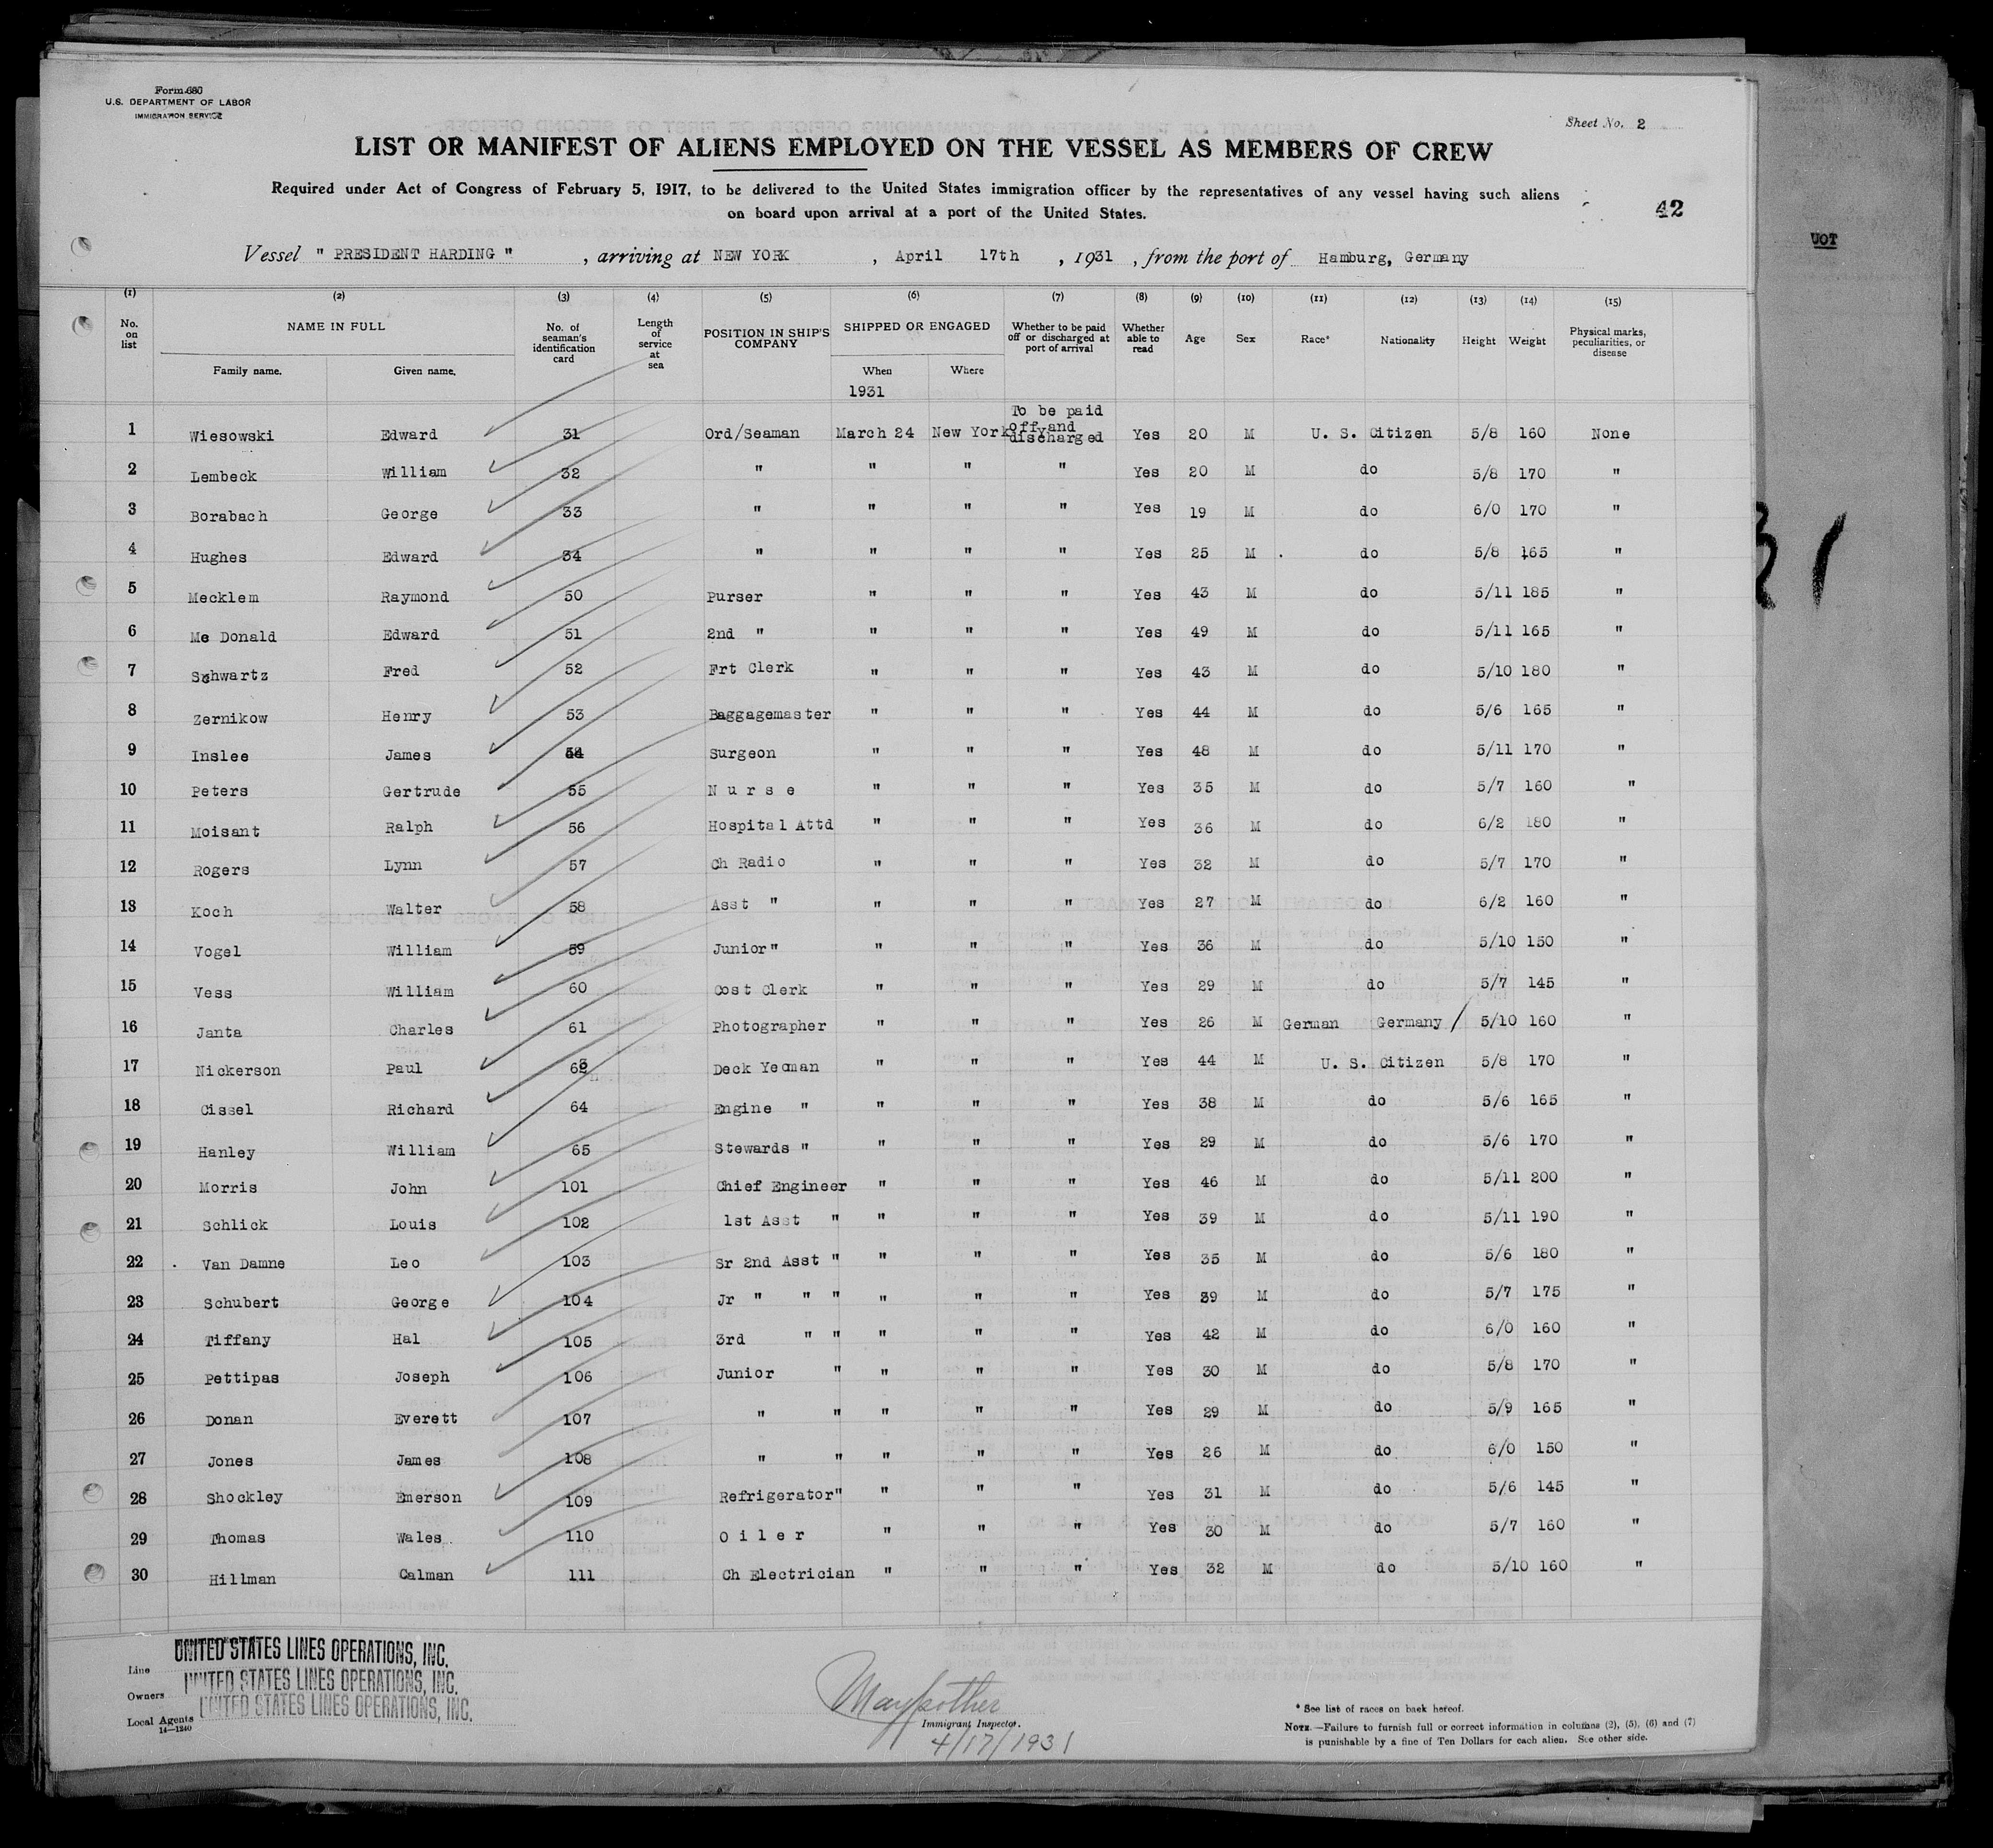 Form 680
U.S. DEPARTMENT OF LABOR
IMMIGRATION SERVICE
Sheet No. 2
LIST OR MANIFEST OF ALIENS EMPLOYED ON THE VESSEL AS MEMBERS OF CREW
Required under Act of Congress of February 5, 1917, to be delivered to the United States immigration officer by the representatives of any vessel having such aliens
on board upon arrival at a port of the United States.
42
UOT
Vessel " PRESIDENT HARDING " , arriving at NEW YORK , April 17th , 1931 , from the port of Hamburg, Germany
(1) (2) (3) (4) (5) (6) (7) (8) (9) (10) (11) (12) (13) (14) (15)
No. on list NAME IN FULL Family name. Given name. No. of seaman's identification card Length of service at sea POSITION IN SHIP'S COMPANY SHIPPED OR ENGAGED When Where Whether to be paid off or discharged at port of arrival Whether able to read Age Sex Race* Nationality Height Weight Physical marks, peculiarities, or disease
1931
1 Wiesowski Edward 31 Ord/Seaman March 24 New York To be paid off and discharged Yes 20 M U. S. Citizen 5/8 160 None
2 Lembeck William 32 " " " " Yes 20 M do 5/8 170 "
3 Borabach George 33 " " " " Yes 19 M do 6/0 170 "
4 Hughes Edward 34 " " " " Yes 25 M do 5/8 165 "
5 Mecklem Raymond 50 Purser " " " Yes 43 M do 5/11 185 "
6 Mc Donald Edward 51 2nd " " " " Yes 49 M do 5/11 165 "
7 Schwartz Fred 52 Frt Clerk " " " Yes 43 M do 5/10 180 "
8 Zernikow Henry 53 Baggagemaster " " " Yes 44 M do 5/6 165 "
9 Inslee James 54 Surgeon " " " Yes 48 M do 5/11 170 "
10 Peters Gertrude 55 N u r s e " " " Yes 35 M do 5/7 160 "
11 Moisant Ralph 56 Hospital Attd " " " Yes 36 M do 6/2 180 "
12 Rogers Lynn 57 Ch Radio " " " Yes 32 M do 5/7 170 "
13 Koch Walter 58 Asst " " " " Yes 27 M do 6/2 160 "
14 Vogel William 59 Junior " " " " Yes 36 M do 5/10 150 "
15 Vess William 60 Cost Clerk " " " Yes 29 M do 5/7 145 "
16 Janta Charles 61 Photographer " " " Yes 26 M German Germany / 5/10 160 "
17 Nickerson Paul 63 Deck Yeoman " " " Yes 44 M U. S. Citizen 5/8 170 "
18 Cissel Richard 64 Engine " " " " Yes 38 M do 5/6 165 "
19 Hanley William 65 Stewards " " " " Yes 29 M do 5/6 170 "
20 Morris John 101 Chief Engineer " " " Yes 46 M do 5/11 200 "
21 Schlick Louis 102 1st Asst " " " " Yes 39 M do 5/11 190 "
22 Van Damne Leo 103 Sr 2nd Asst " " " " Yes 35 M do 5/6 180 "
23 Schubert George 104 Jr " " " " " " Yes 39 M do 5/7 175 "
24 Tiffany Hal 105 3rd " " " " " Yes 42 M do 6/0 160 "
25 Pettipas Joseph 106 Junior " " " " Yes 30 M do 5/8 170 "
26 Donan Everett 107 " " " " " Yes 29 M do 5/9 165 "
27 Jones James 108 " " " " " Yes 26 M do 6/0 150 "
28 Shockley Emerson 109 Refrigerator " " " " Yes 31 M do 5/6 145 "
29 Thomas Wales 110 O i l e r " " " Yes 30 M do 5/7 160 "
30 Hillman Calman 111 Ch Electrician " " " Yes 32 M do 5/10 160 "
Line UNITED STATES LINES OPERATIONS, INC.
Owners UNITED STATES LINES OPERATIONS, INC.
Local Agents UNITED STATES LINES OPERATIONS, INC.
14—1240
Maypother
Immigrant Inspector.
4/17/1931
* See list of races on back hereof.
NOTE.—Failure to furnish full or correct information in columns (2), (5), (6) and (7)
is punishable by a fine of Ten Dollars for each alien. See other side.